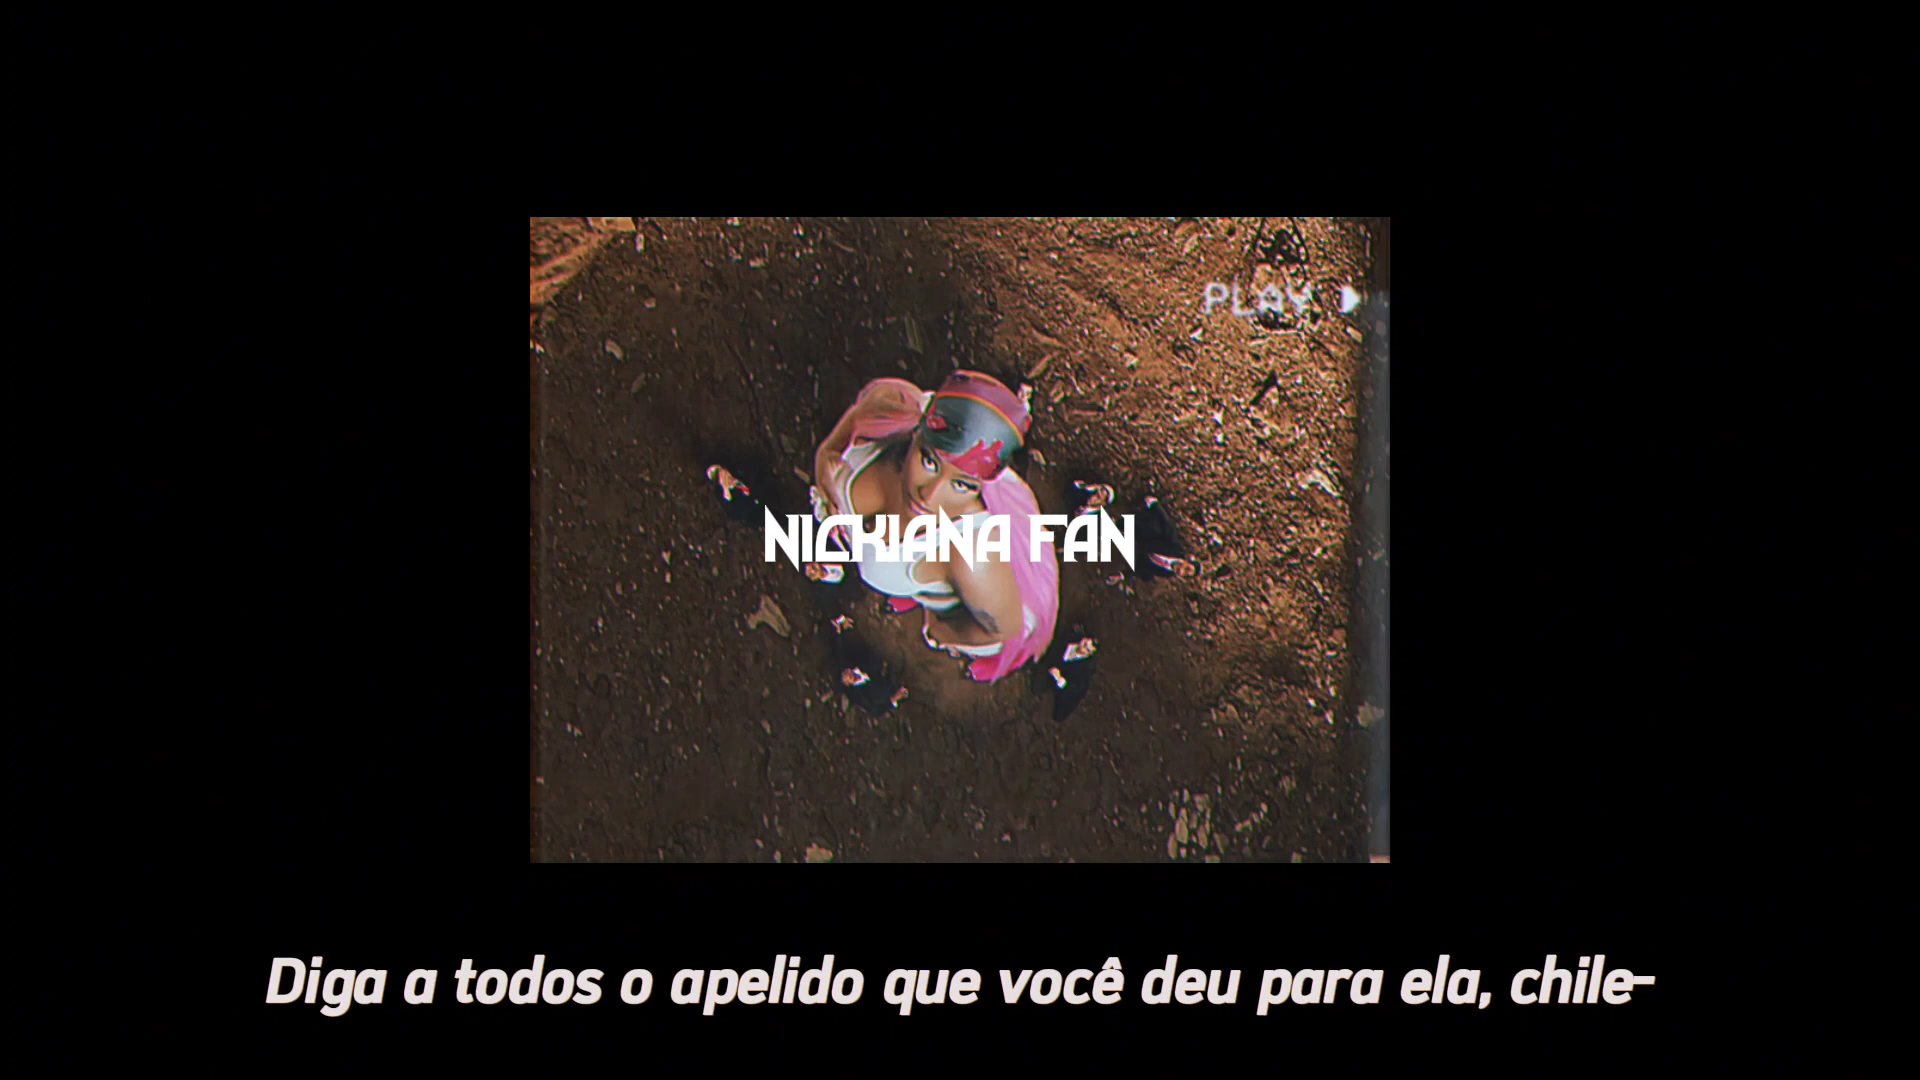 PLAY
NICKIANA FAN
Diga a todos o apelido que você deu para ela, chile-